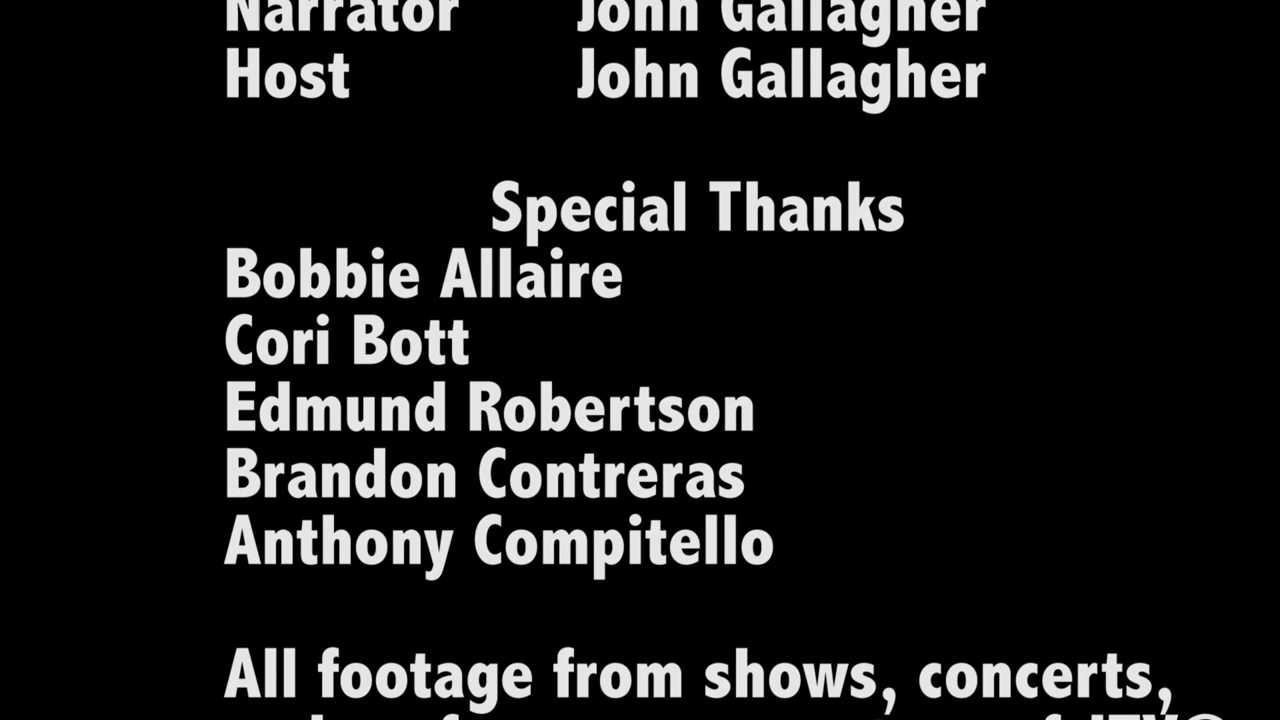 Narrator John Gallagher
Host John Gallagher
Special Thanks
Bobbie Allaire
Cori Bott
Edmund Robertson
Brandon Contreras
Anthony Compitello
All footage from shows, concerts,